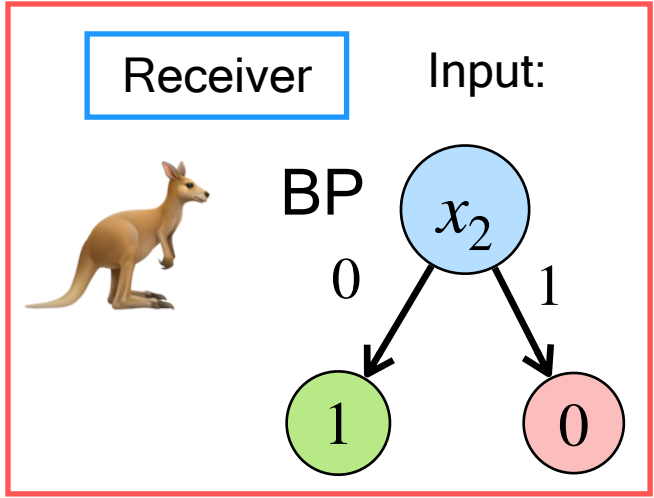 Receiver
Input:
BP
x₂
0
1
1
0